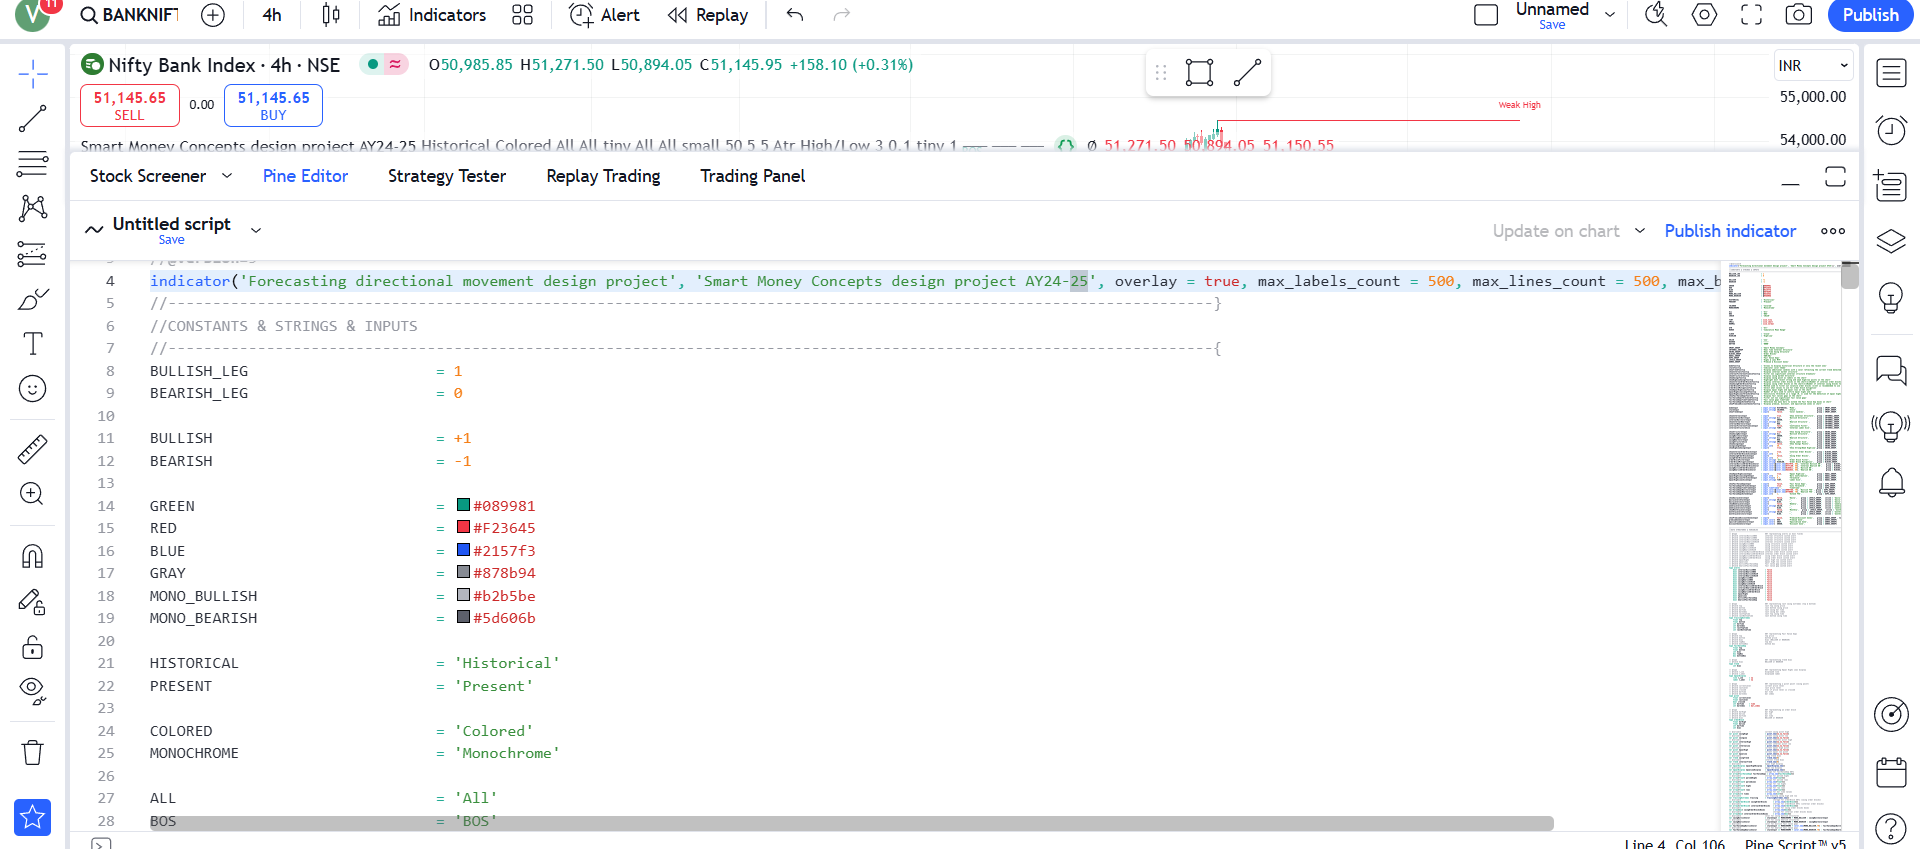 V 11 BANKNIFT 4h Indicators Alert Replay Unnamed Save Publish
Nifty Bank Index · 4h · NSE ≈ O50,985.85 H51,271.50 L50,894.05 C51,145.95 +158.10 (+0.31%) INR
51,145.65 SELL 0.00 51,145.65 BUY
Weak High
55,000.00
54,000.00
Smart Money Concepts design project AY24-25 Historical Colored All All tiny All All small 50 5 5 Atr High/Low 3 0.1 tiny 1 {} Ø 51,271.50 50,894.05 51,150.55
Stock Screener Pine Editor Strategy Tester Replay Trading Trading Panel
Untitled script Save Update on chart Publish indicator
4 indicator('Forecasting directional movement design project', 'Smart Money Concepts design project AY24-25', overlay = true, max_labels_count = 500, max_lines_count = 500, max_b
5 //---------------------------------------------------------------------------------------------------------------------}
6 //CONSTANTS & STRINGS & INPUTS
7 //---------------------------------------------------------------------------------------------------------------------{
8 BULLISH_LEG = 1
9 BEARISH_LEG = 0
10
11 BULLISH = +1
12 BEARISH = -1
13
14 GREEN = #089981
15 RED = #F23645
16 BLUE = #2157f3
17 GRAY = #878b94
18 MONO_BULLISH = #b2b5be
19 MONO_BEARISH = #5d606b
20
21 HISTORICAL = 'Historical'
22 PRESENT = 'Present'
23
24 COLORED = 'Colored'
25 MONOCHROME = 'Monochrome'
26
27 ALL = 'All'
28 BOS = 'BOS'
Line 4, Col 106 Pine Script™ v5